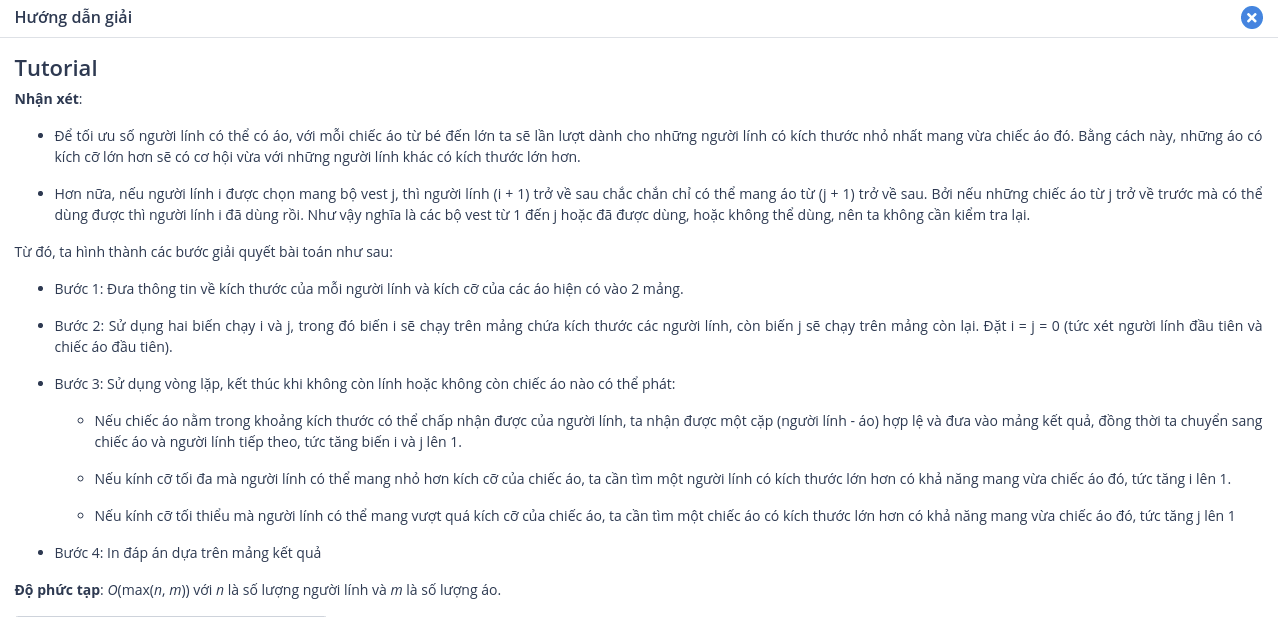 Hướng dẫn giải
Tutorial
Nhận xét:
Để tối ưu số người lính có thể có áo, với mỗi chiếc áo từ bé đến lớn ta sẽ lần lượt dành cho những người lính có kích thước nhỏ nhất mang vừa chiếc áo đó. Bằng cách này, những áo có
kích cỡ lớn hơn sẽ có cơ hội vừa với những người lính khác có kích thước lớn hơn.
Hơn nữa, nếu người lính i được chọn mang bộ vest j, thì người lính (i + 1) trở về sau chắc chắn chỉ có thể mang áo từ (j + 1) trở về sau. Bởi nếu những chiếc áo từ j trở về trước mà có thể
dùng được thì người lính i đã dùng rồi. Như vậy nghĩa là các bộ vest từ 1 đến j hoặc đã được dùng, hoặc không thể dùng, nên ta không cần kiểm tra lại.
Từ đó, ta hình thành các bước giải quyết bài toán như sau:
Bước 1: Đưa thông tin về kích thước của mỗi người lính và kích cỡ của các áo hiện có vào 2 mảng.
Bước 2: Sử dụng hai biến chạy i và j, trong đó biến i sẽ chạy trên mảng chứa kích thước các người lính, còn biến j sẽ chạy trên mảng còn lại. Đặt i = j = 0 (tức xét người lính đầu tiên và
chiếc áo đầu tiên).
Bước 3: Sử dụng vòng lặp, kết thúc khi không còn lính hoặc không còn chiếc áo nào có thể phát:
Nếu chiếc áo nằm trong khoảng kích thước có thể chấp nhận được của người lính, ta nhận được một cặp (người lính - áo) hợp lệ và đưa vào mảng kết quả, đồng thời ta chuyển sang
chiếc áo và người lính tiếp theo, tức tăng biến i và j lên 1.
Nếu kính cỡ tối đa mà người lính có thể mang nhỏ hơn kích cỡ của chiếc áo, ta cần tìm một người lính có kích thước lớn hơn có khả năng mang vừa chiếc áo đó, tức tăng i lên 1.
Nếu kính cỡ tối thiểu mà người lính có thể mang vượt quá kích cỡ của chiếc áo, ta cần tìm một chiếc áo có kích thước lớn hơn có khả năng mang vừa chiếc áo đó, tức tăng j lên 1
Bước 4: In đáp án dựa trên mảng kết quả
Độ phức tạp: O(max(n, m)) với n là số lượng người lính và m là số lượng áo.